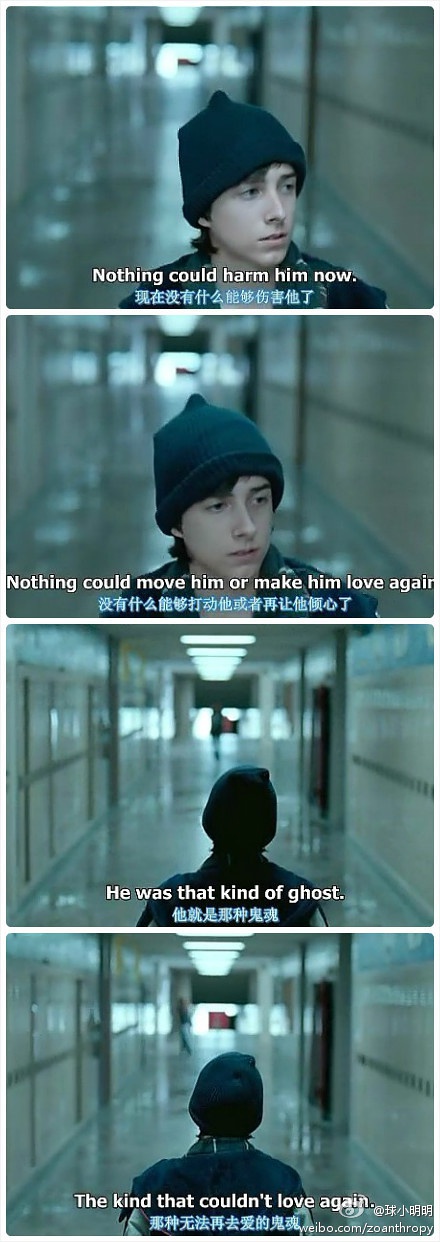 Nothing could harm him now.
现在没有什么能够伤害他了
Nothing could move him or make him love again
没有什么能够打动他或者再让他倾心了
He was that kind of ghost.
他就是那种鬼魂
The kind that couldn't love again.
那种无法再去爱的鬼魂
@球小明明
weibo.com/zoanthropy